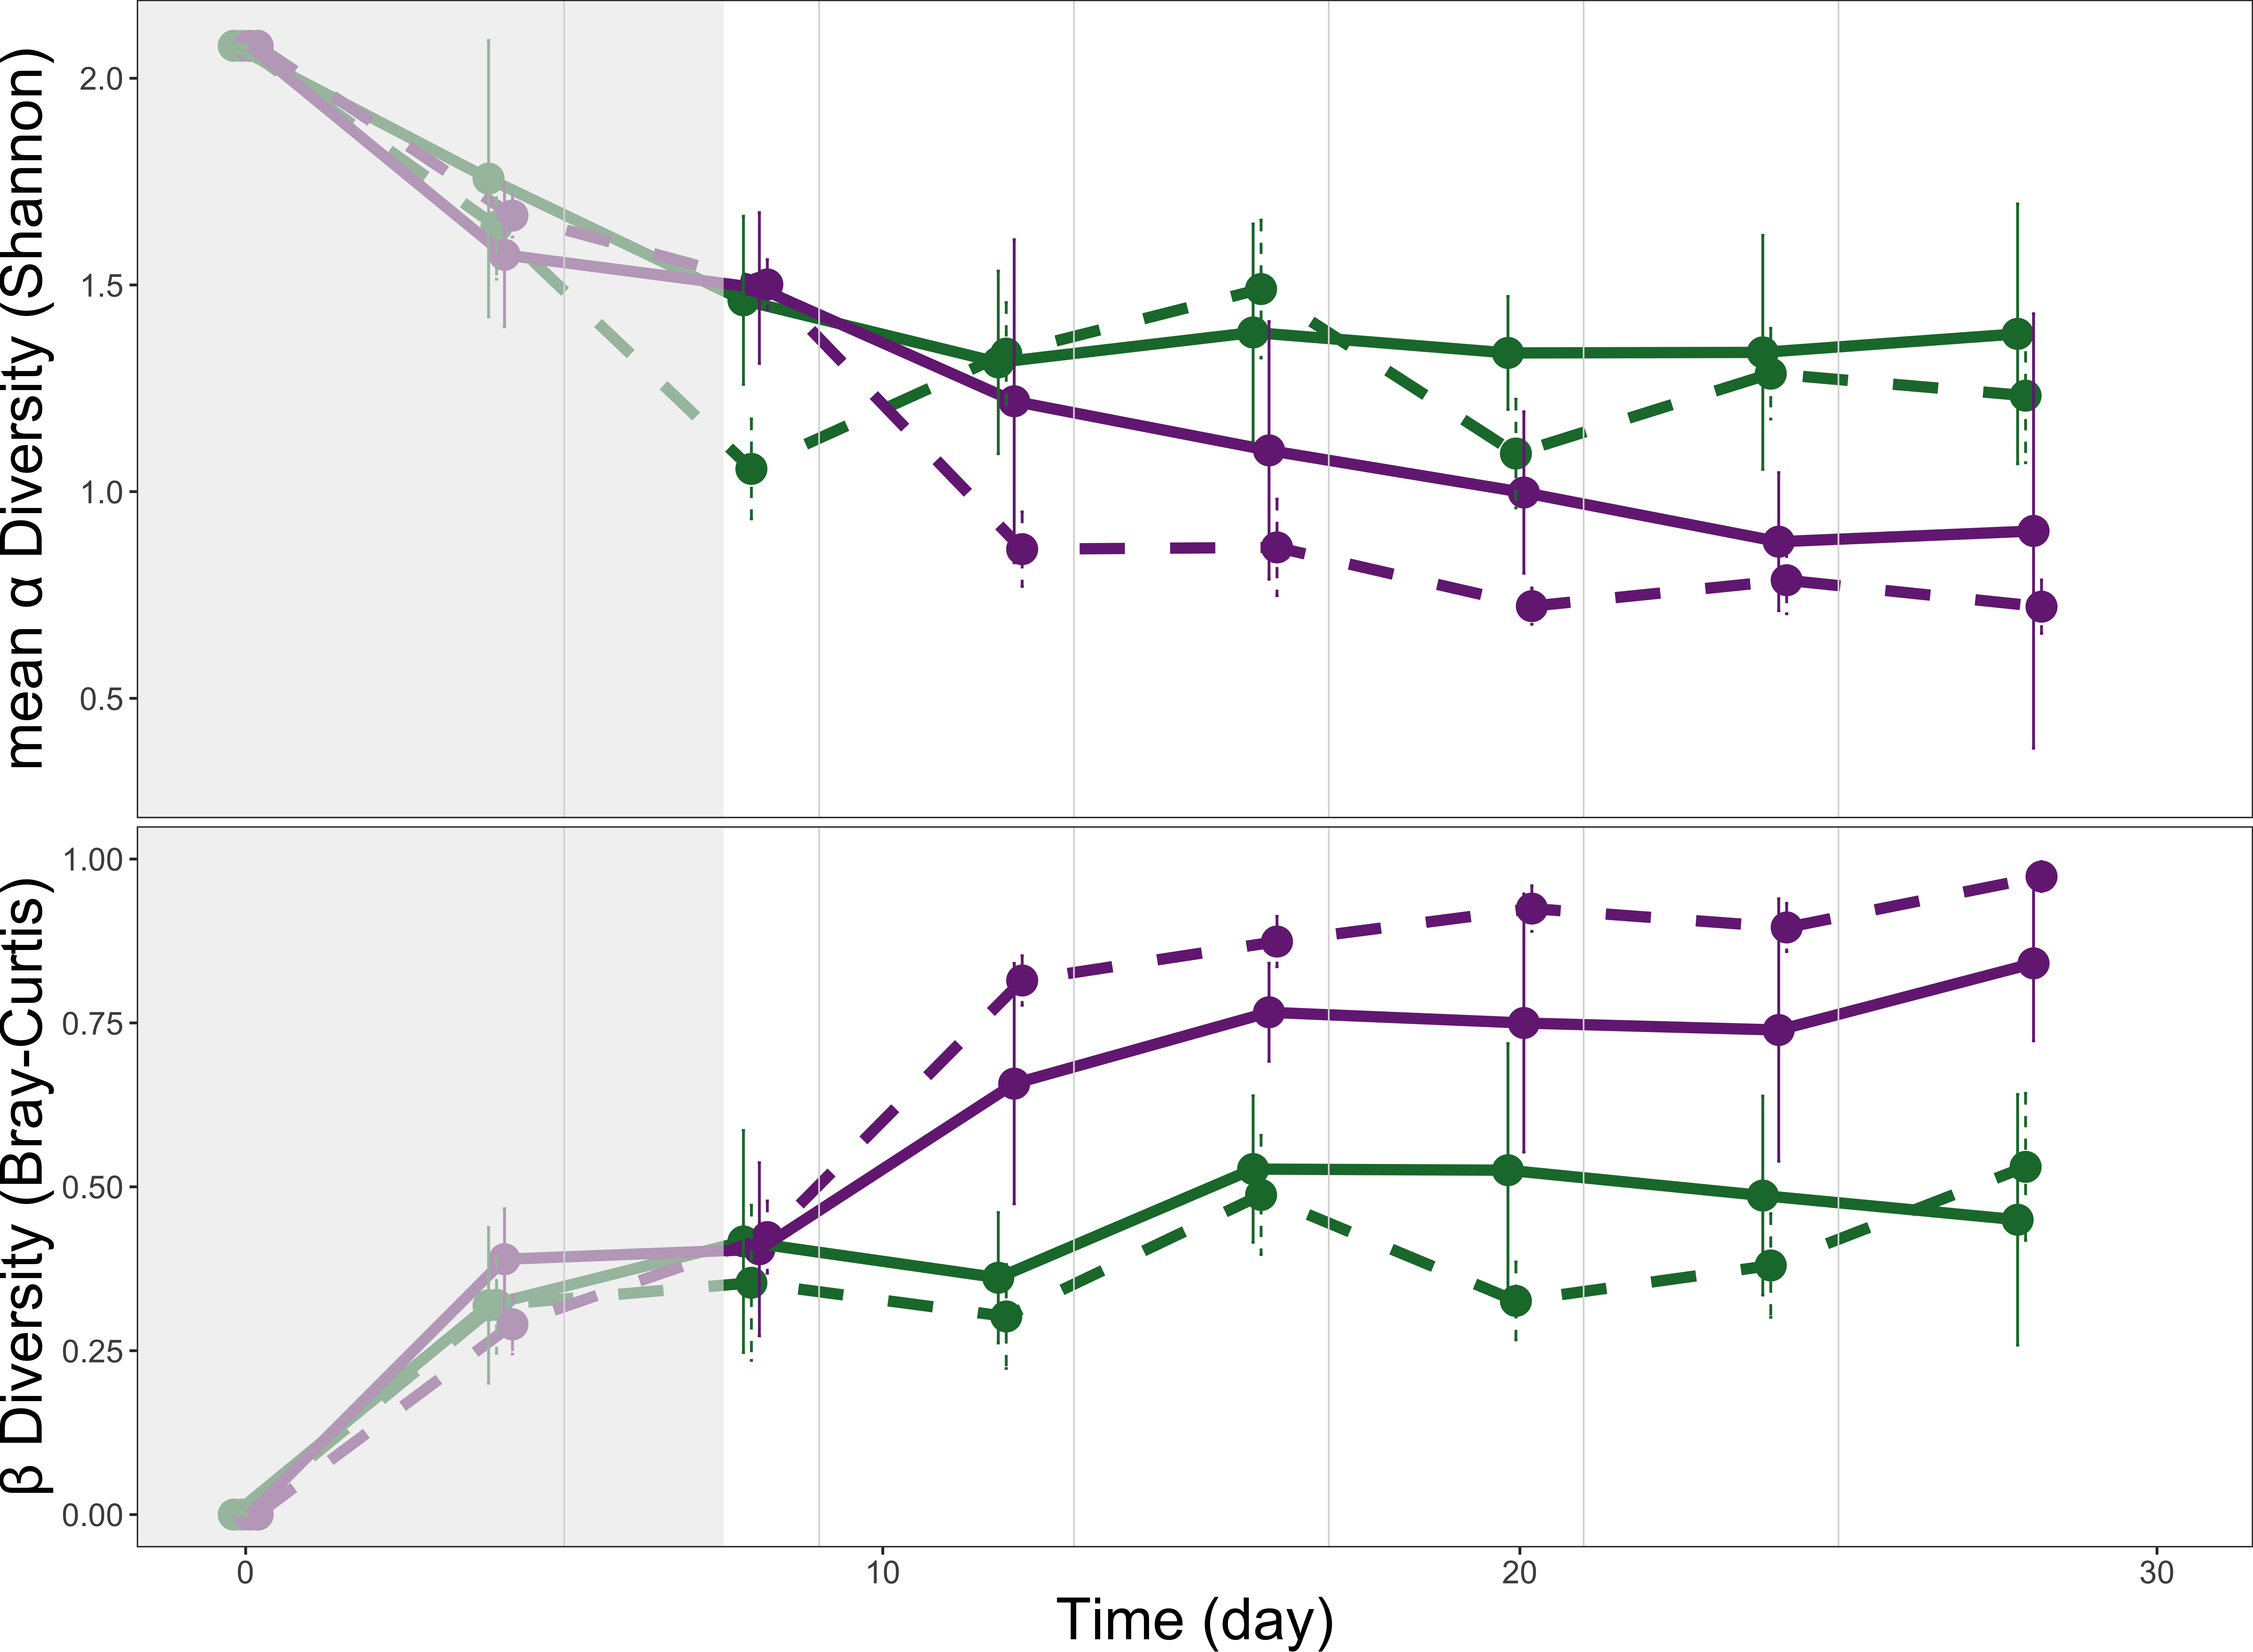 mean α Diversity (Shannon)
2.0
1.5
1.0
0.5
β Diversity (Bray-Curtis)
1.00
0.75
0.50
0.25
0.00
0 10 20 30
Time (day)